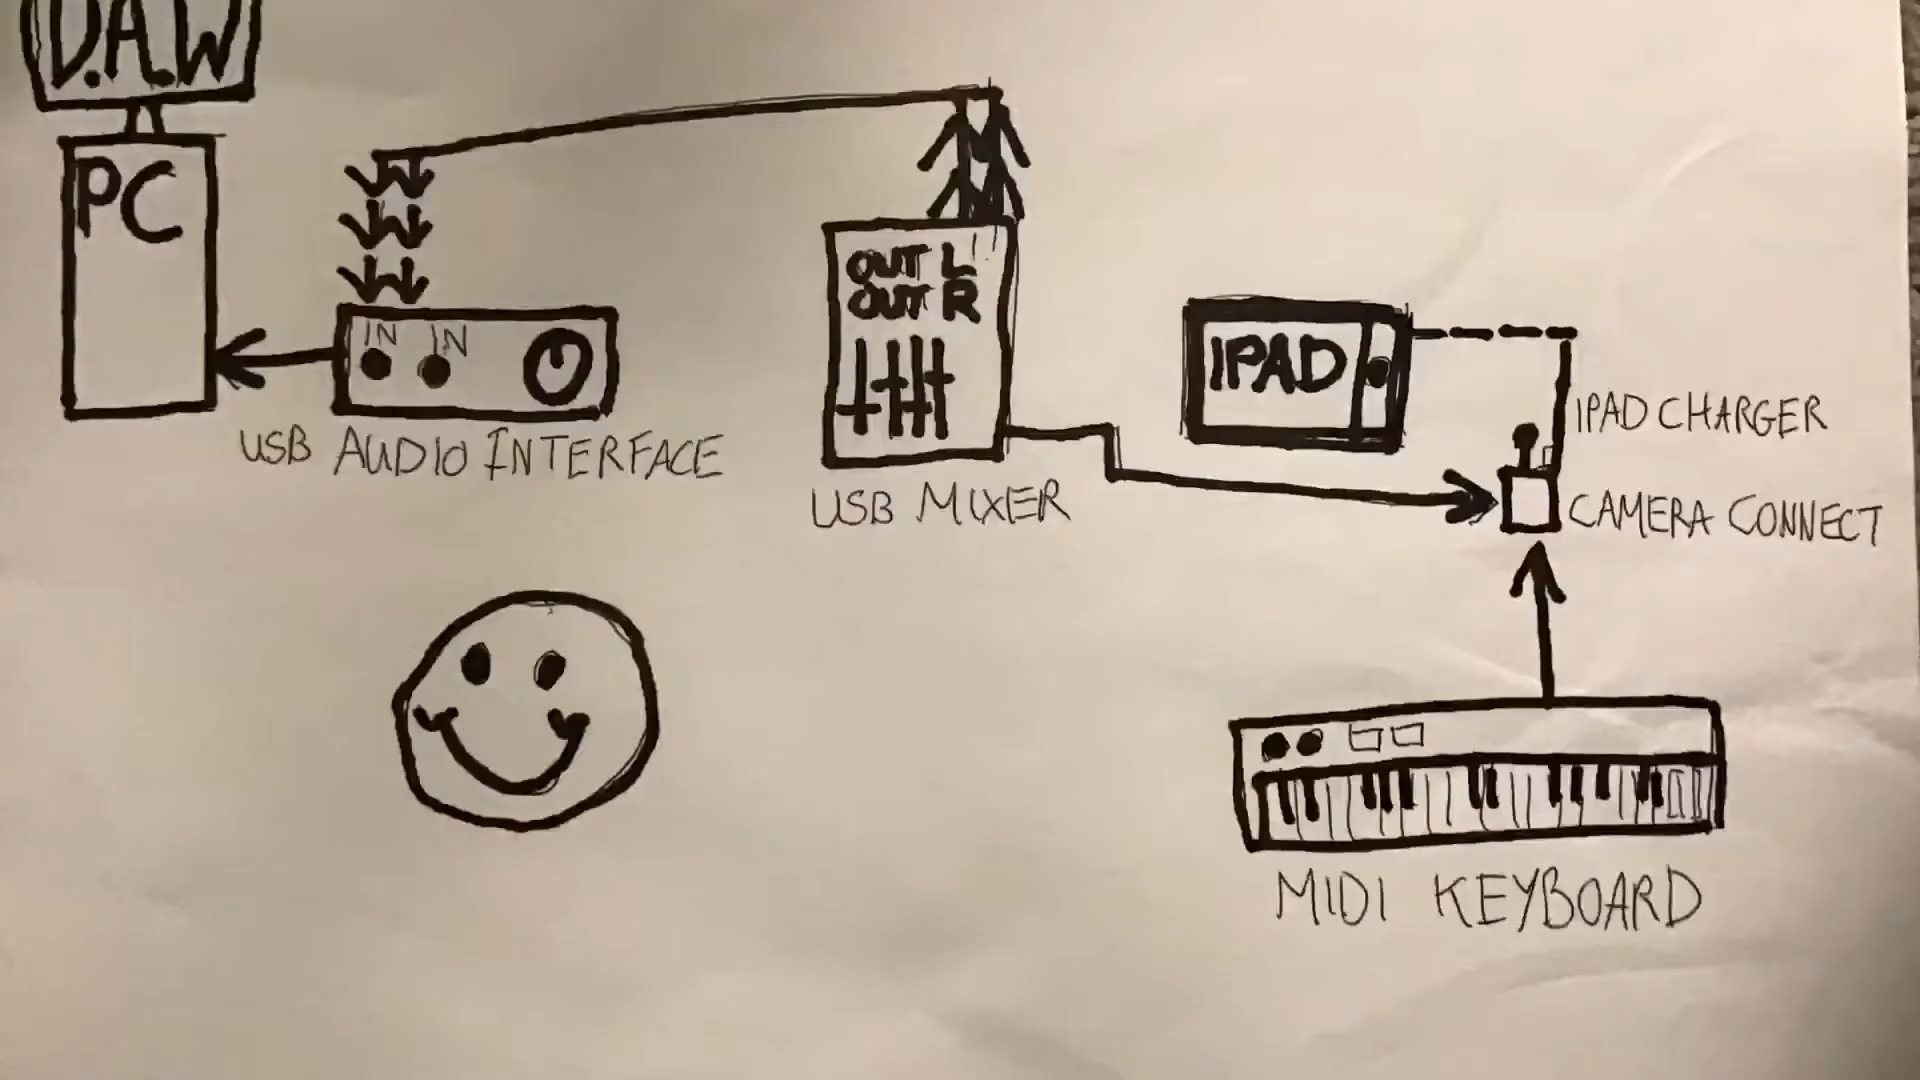 D.A.W
PC
IN IN
USB AUDIO INTERFACE
OUT L
OUT R
USB MIXER
IPAD
IPAD CHARGER
CAMERA CONNECT
MIDI KEYBOARD